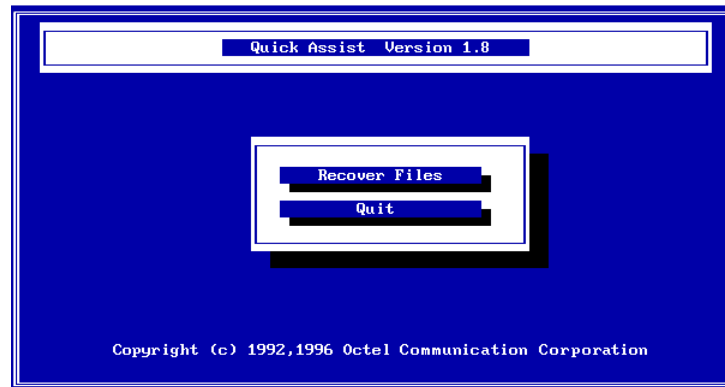 Quick Assist  Version 1.8
Recover Files
Quit
Copyright (c) 1992,1996 Octel Communication Corporation